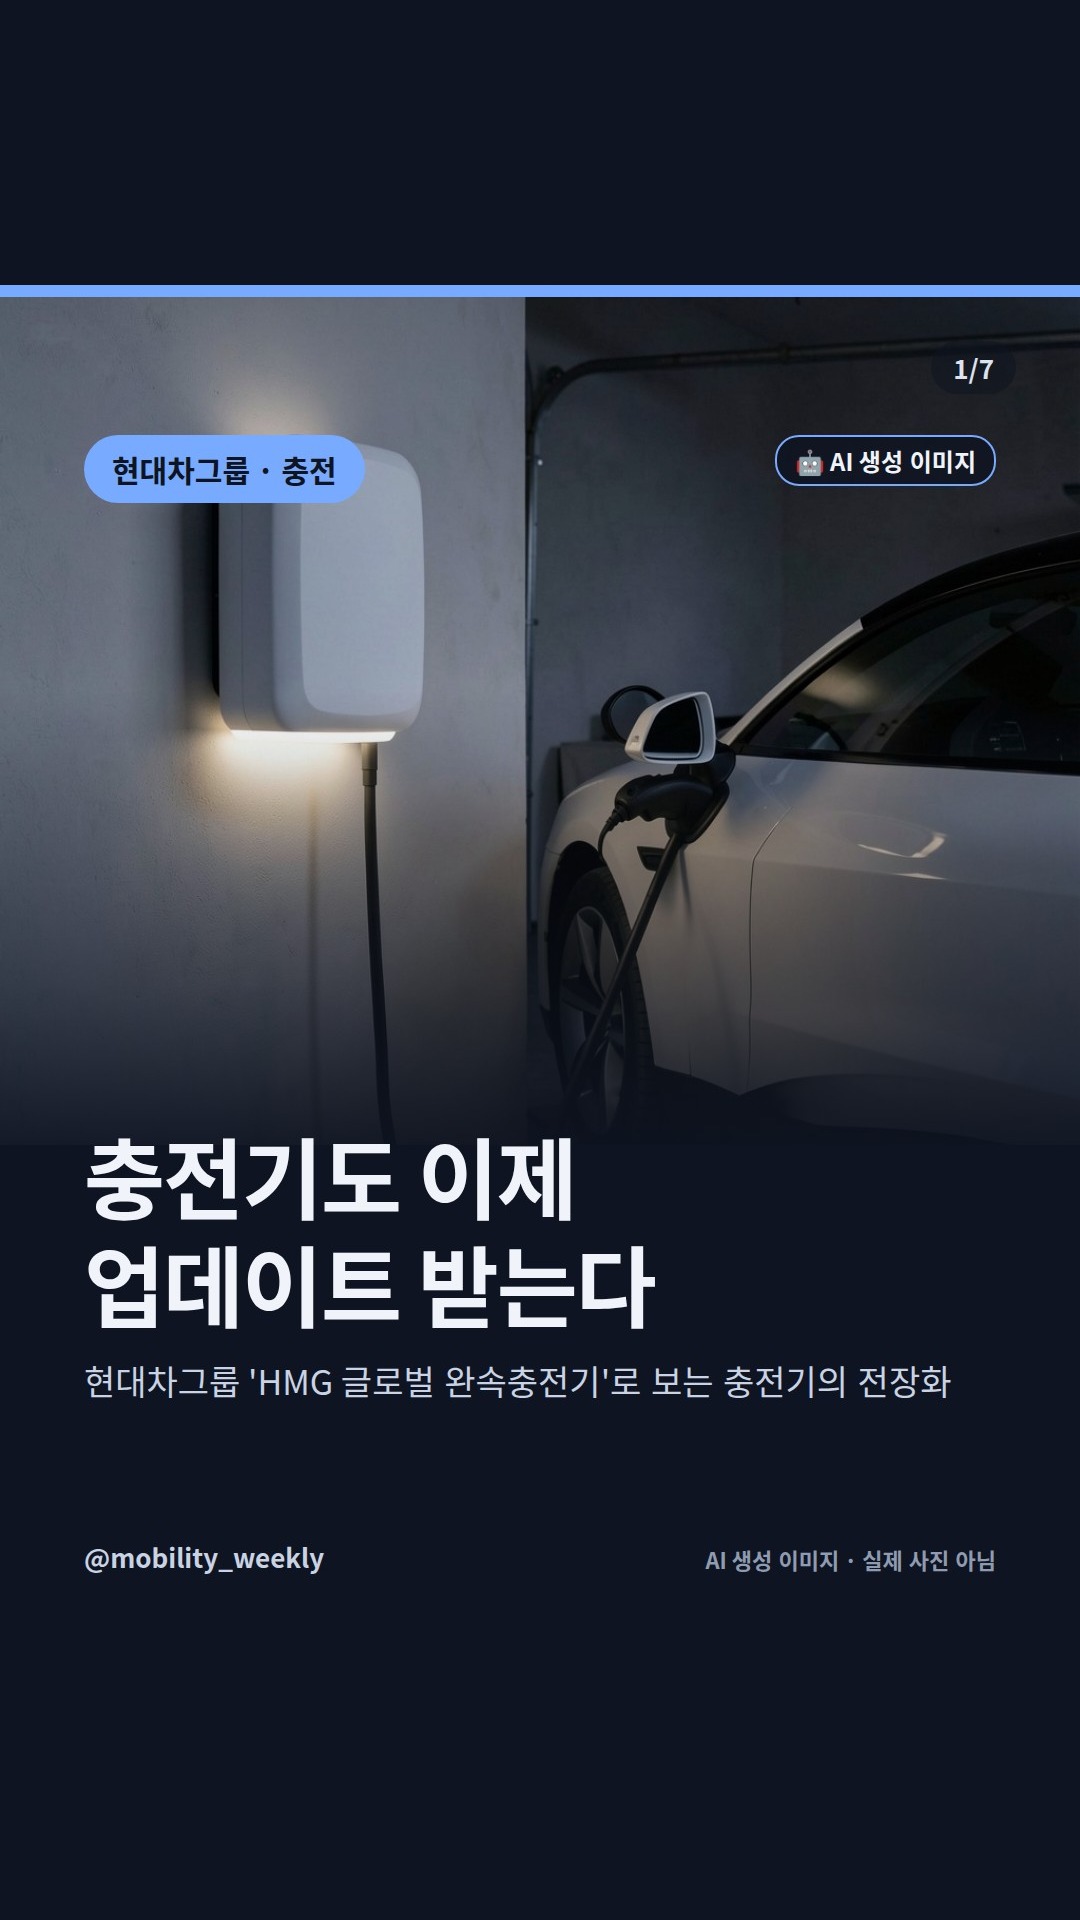 1/7
현대차그룹 · 충전
🤖 AI 생성 이미지
충전기도 이제
업데이트 받는다
현대차그룹 'HMG 글로벌 완속충전기'로 보는 충전기의 전장화
@mobility_weekly
AI 생성 이미지 · 실제 사진 아님